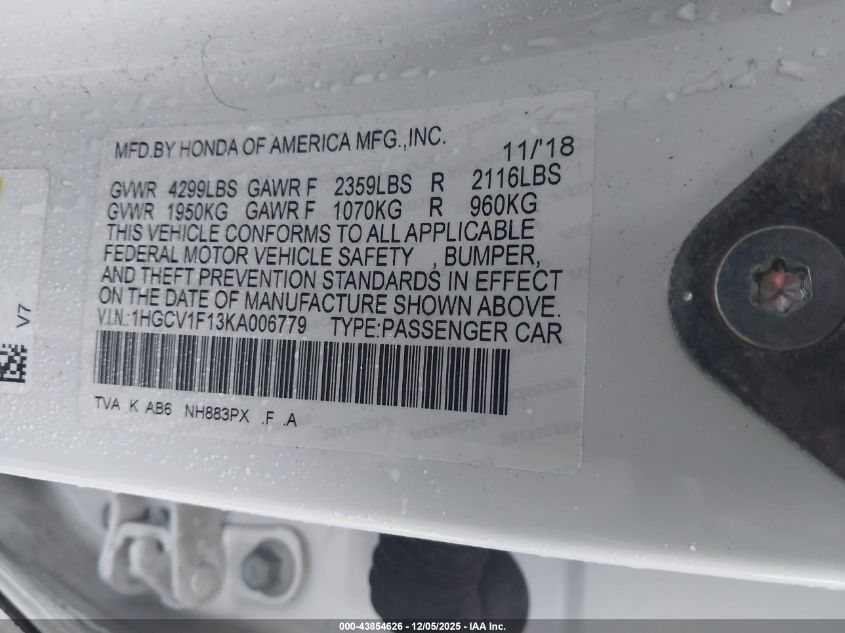 MFD.BY HONDA OF AMERICA MFG.,INC.
11/'18
GVWR 4299LBS GAWR F 2359LBS R 2116LBS
GVWR 1950KG GAWR F 1070KG R 960KG
THIS VEHICLE CONFORMS TO ALL APPLICABLE
FEDERAL MOTOR VEHICLE SAFETY , BUMPER,
AND THEFT PREVENTION STANDARDS IN EFFECT
ON THE DATE OF MANUFACTURE SHOWN ABOVE.
V.I.N.:1HGCV1F13KA006779 TYPE:PASSENGER CAR
TVA K AB6 NH883PX .F .A
V7
HONDA HONDA
000-43854626 - 12/05/2025 - IAA Inc.